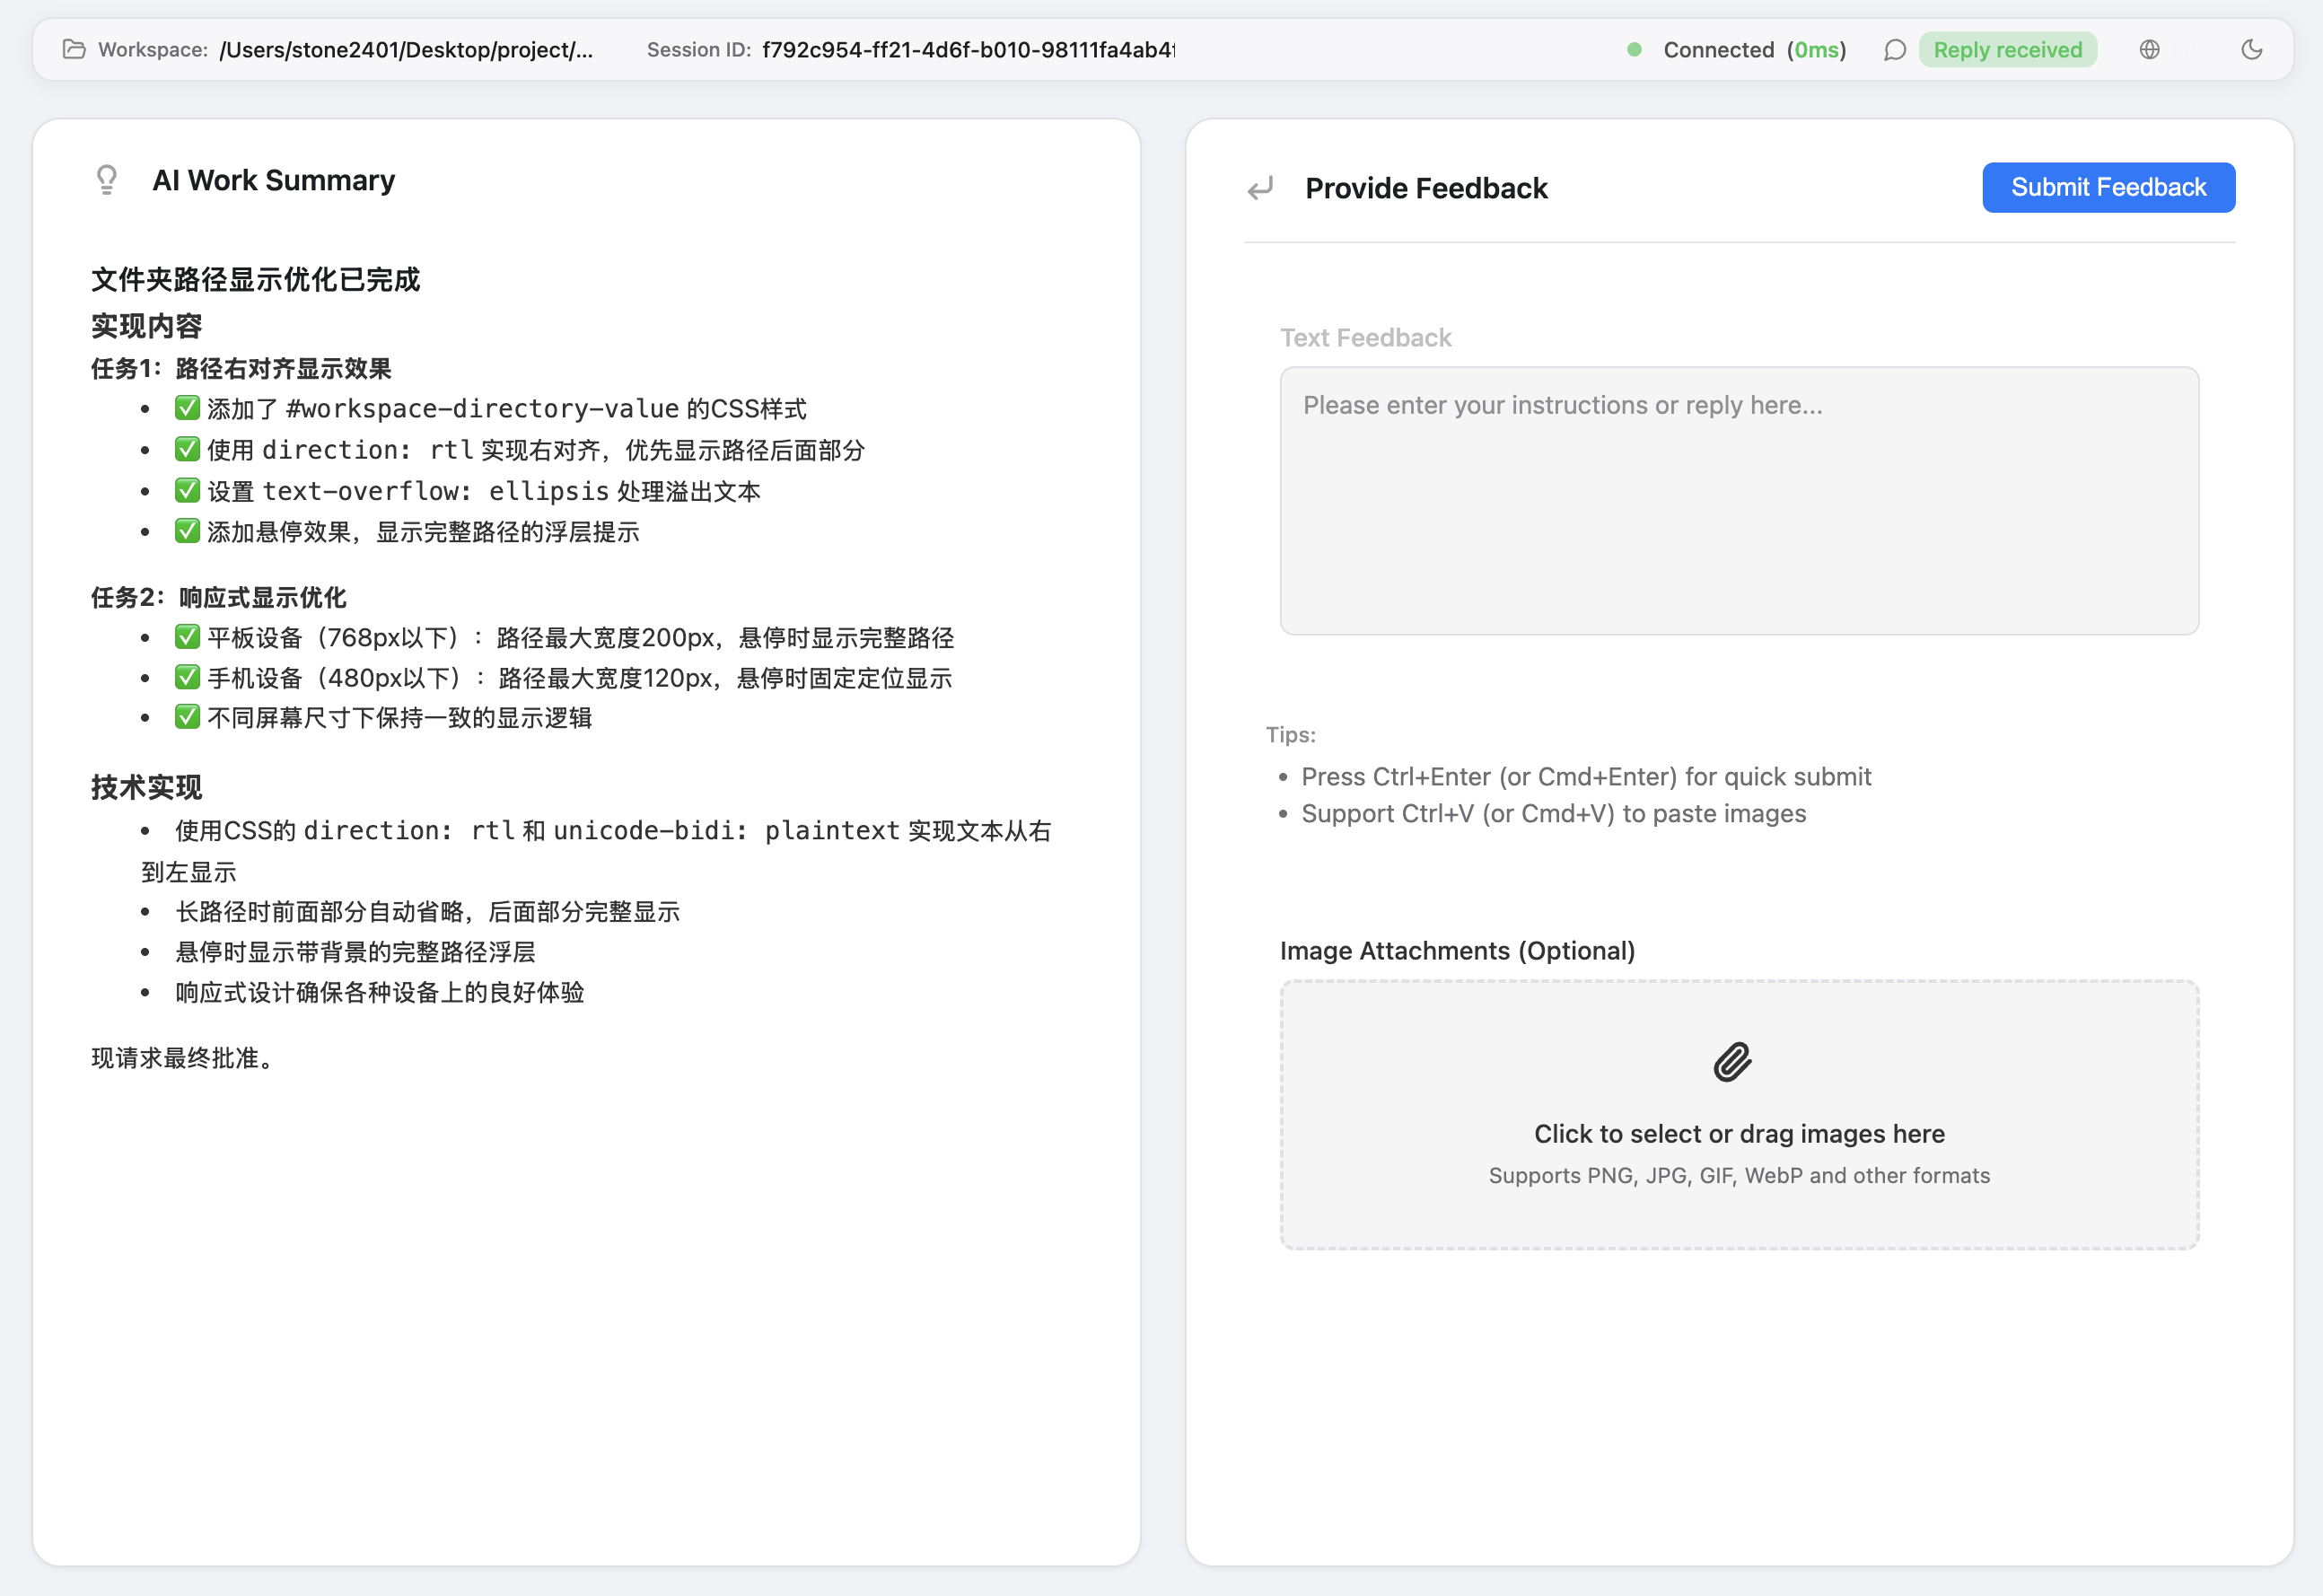 Workspace: /Users/stone2401/Desktop/project/... Session ID: f792c954-ff21-4d6f-b010-98111fa4ab4 Connected (0ms) Reply received
AI Work Summary
文件夹路径显示优化已完成
实现内容
任务1：路径右对齐显示效果
• ✅ 添加了 #workspace-directory-value 的CSS样式
• ✅ 使用 direction: rtl 实现右对齐，优先显示路径后面部分
• ✅ 设置 text-overflow: ellipsis 处理溢出文本
• ✅ 添加悬停效果，显示完整路径的浮层提示
任务2：响应式显示优化
• ✅ 平板设备（768px以下）：路径最大宽度200px，悬停时显示完整路径
• ✅ 手机设备（480px以下）：路径最大宽度120px，悬停时固定定位显示
• ✅ 不同屏幕尺寸下保持一致的显示逻辑
技术实现
• 使用CSS的 direction: rtl 和 unicode-bidi: plaintext 实现文本从右
到左显示
• 长路径时前面部分自动省略，后面部分完整显示
• 悬停时显示带背景的完整路径浮层
• 响应式设计确保各种设备上的良好体验
现请求最终批准。
Provide Feedback
Submit Feedback
Text Feedback
Please enter your instructions or reply here...
Tips:
• Press Ctrl+Enter (or Cmd+Enter) for quick submit
• Support Ctrl+V (or Cmd+V) to paste images
Image Attachments (Optional)
Click to select or drag images here
Supports PNG, JPG, GIF, WebP and other formats